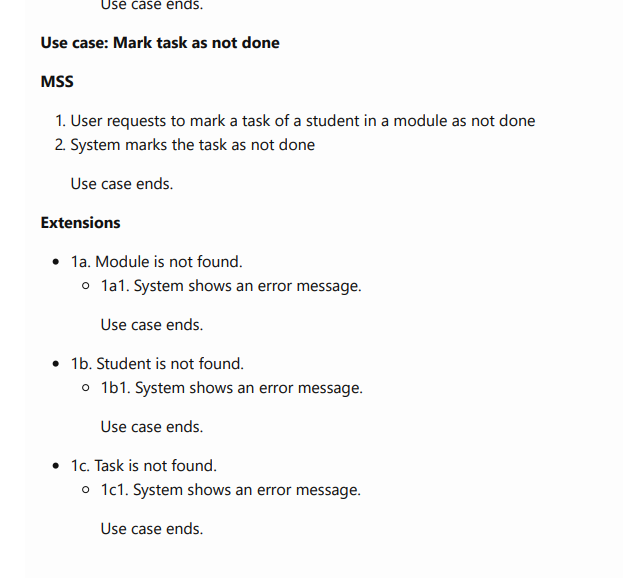 Use case ends.
Use case: Mark task as not done
MSS
1. User requests to mark a task of a student in a module as not done
2. System marks the task as not done
Use case ends.
Extensions
• 1a. Module is not found.
○ 1a1. System shows an error message.
Use case ends.
• 1b. Student is not found.
○ 1b1. System shows an error message.
Use case ends.
• 1c. Task is not found.
○ 1c1. System shows an error message.
Use case ends.